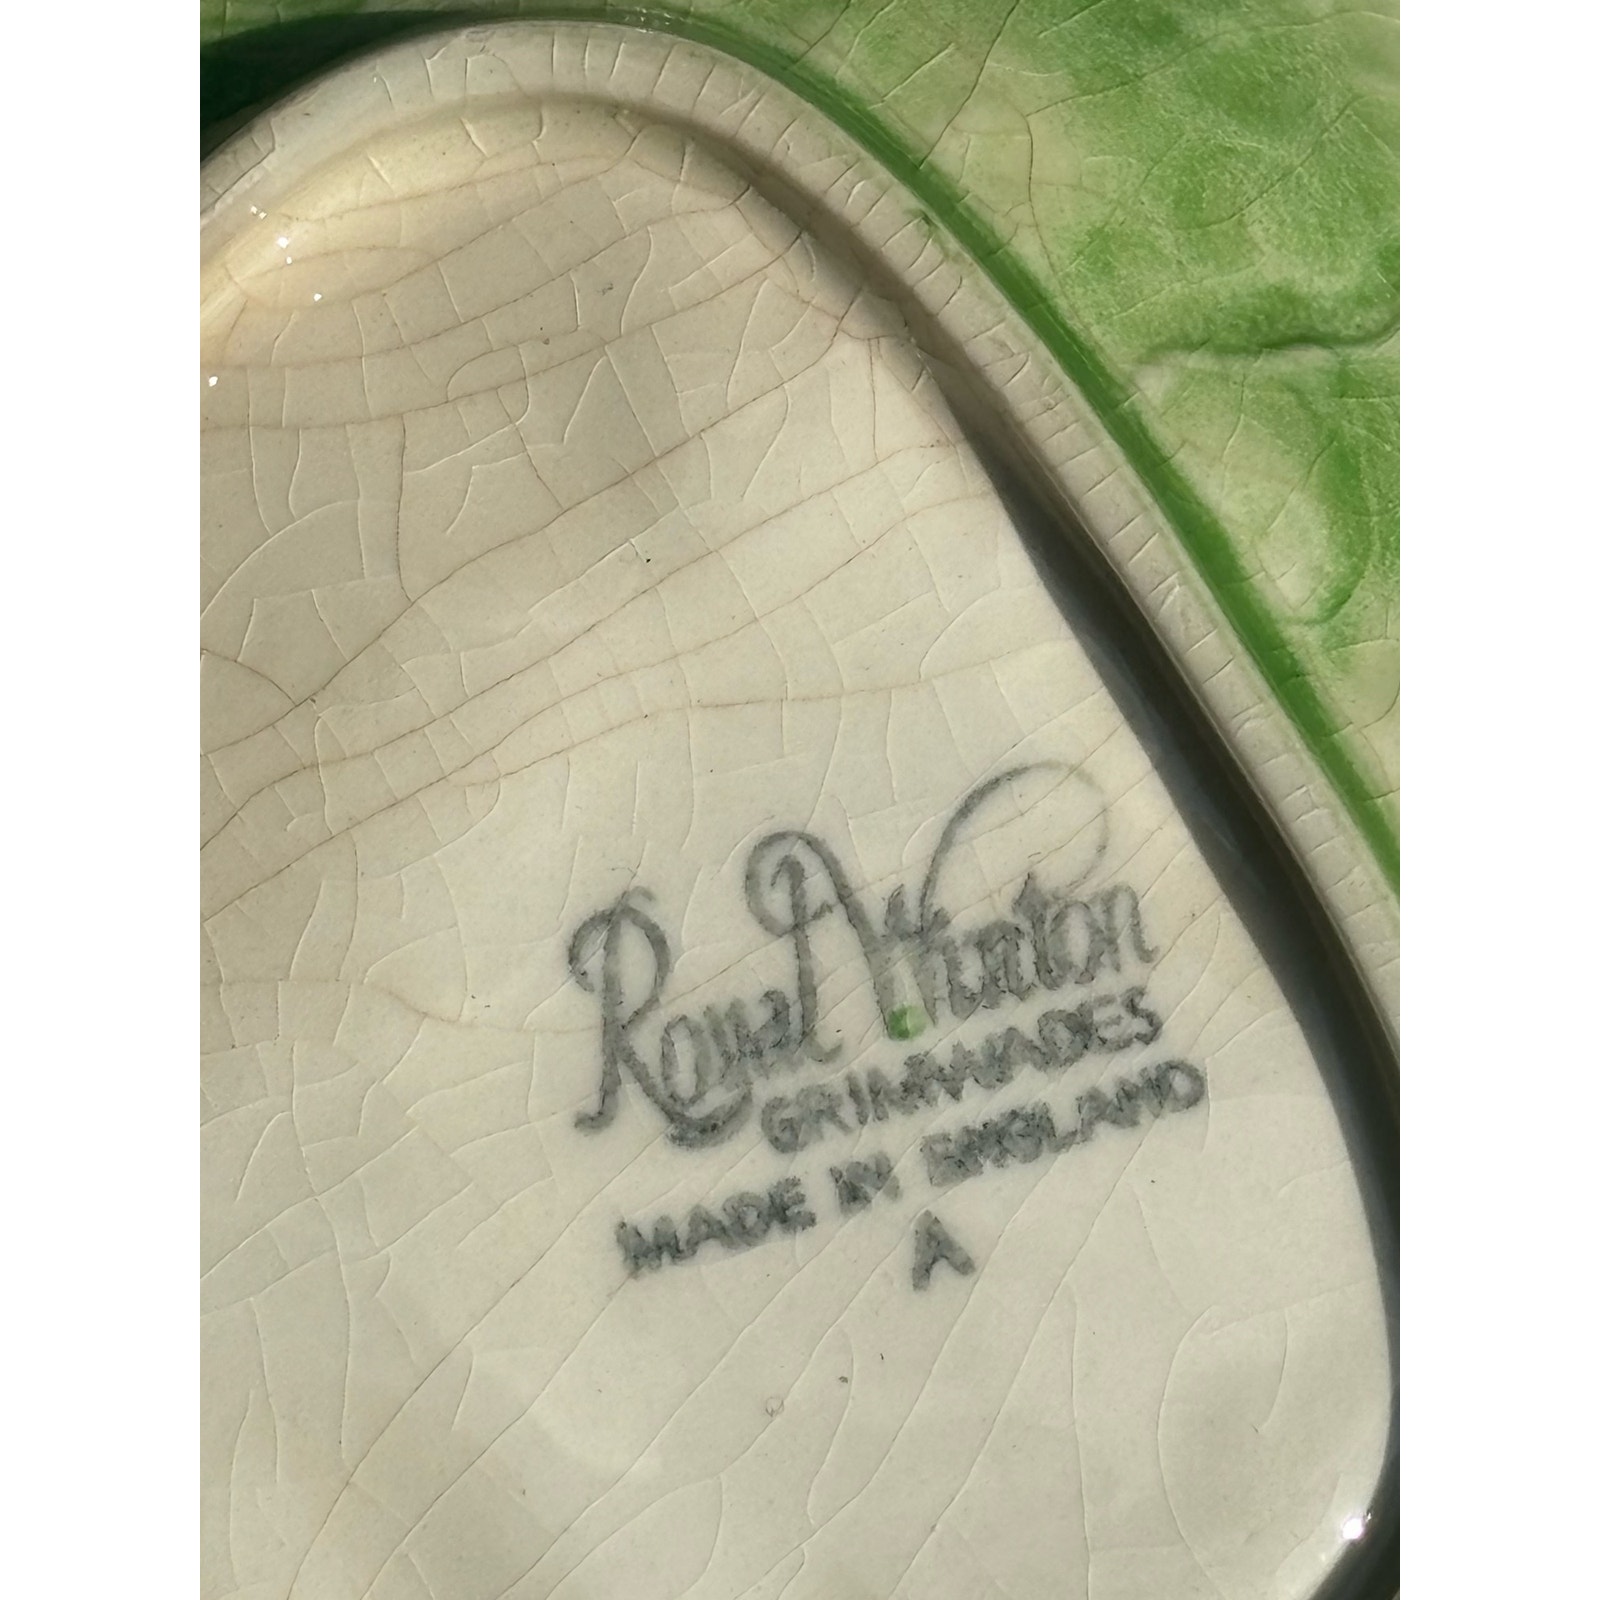 Royal Winton
GRIMWADES
MADE IN ENGLAND
A